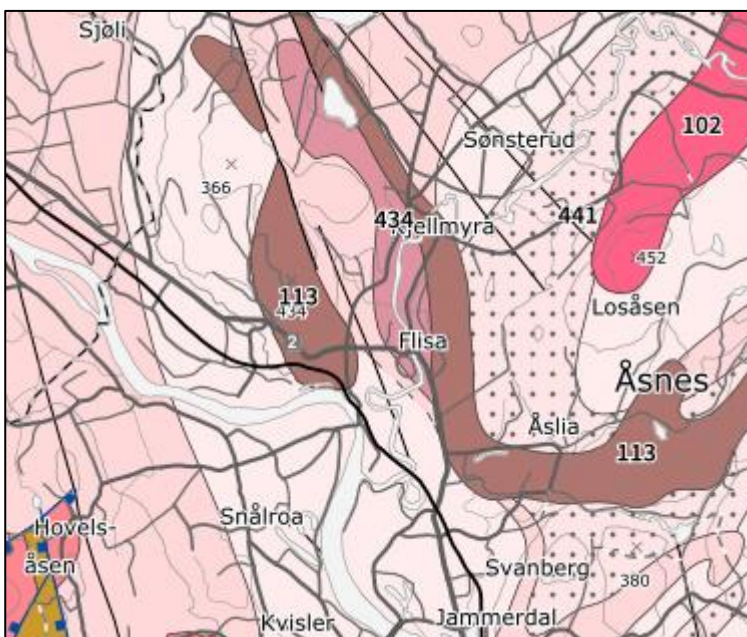 Sjøli
102
Sønsterud
366
434
Kjellmyra
441
452
113
434
2
Losåsen
Flisa
Åsnes
Åslia
113
Snålroa
Hovels-
åsen
Svanberg
380
Kvisler
Jammerdal